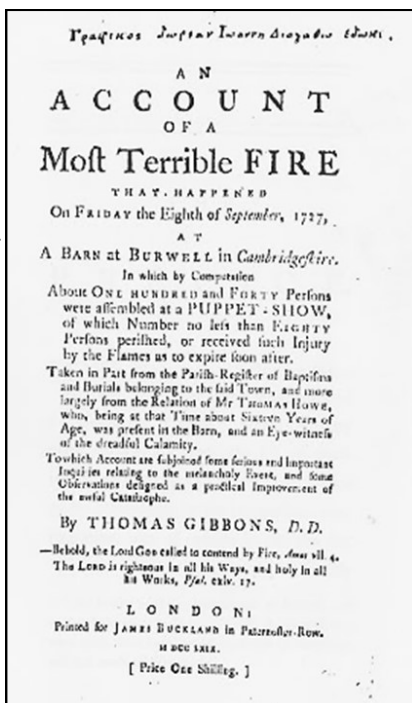 Γραφικος Ιωαννη
AN
ACCOUNT
OF A
Moſt Terrible FIRE
THAT HAPPENED
On FRIDAY the Eighth of September, 1727,
AT
A BARN at BURWELL in Cambridgeſhire.
In which by Computation
About ONE HUNDRED and FORTY Perſons
were aſſembled at a PUPPET-SHOW,
of which Number no leſs than EIGHTY
Perſons periſhed, or received ſuch Injury
by the Flames as to expire ſoon after.
Taken in Part from the Pariſh-Regiſter of Baptiſms
and Burials belonging to the ſaid Town, and more
largely from the Relation of Mr THOMAS HOWE,
who, being at that Time about Sixteen Years of
Age, was preſent in the Barn, and an Eye-witneſs
of the dreadful Calamity.
To which Account are ſubjoined ſome ſerious and important
Inquiries relating to the melancholy Event, and ſome
Obſervations deſigned as a practical Improvement of
the awful Cataſtrophe.
By THOMAS GIBBONS, D.D.
—Behold, the Lord GOD called to contend by Fire, Amos vii. 4.
The LORD is righteous in all his Ways, and holy in all
his Works, Pſal. cxlv. 17.
LONDON:
Printed for JAMES BUCKLAND in Paternoſter-Row.
M DCC LXIX.
[ Price One Shilling. ]